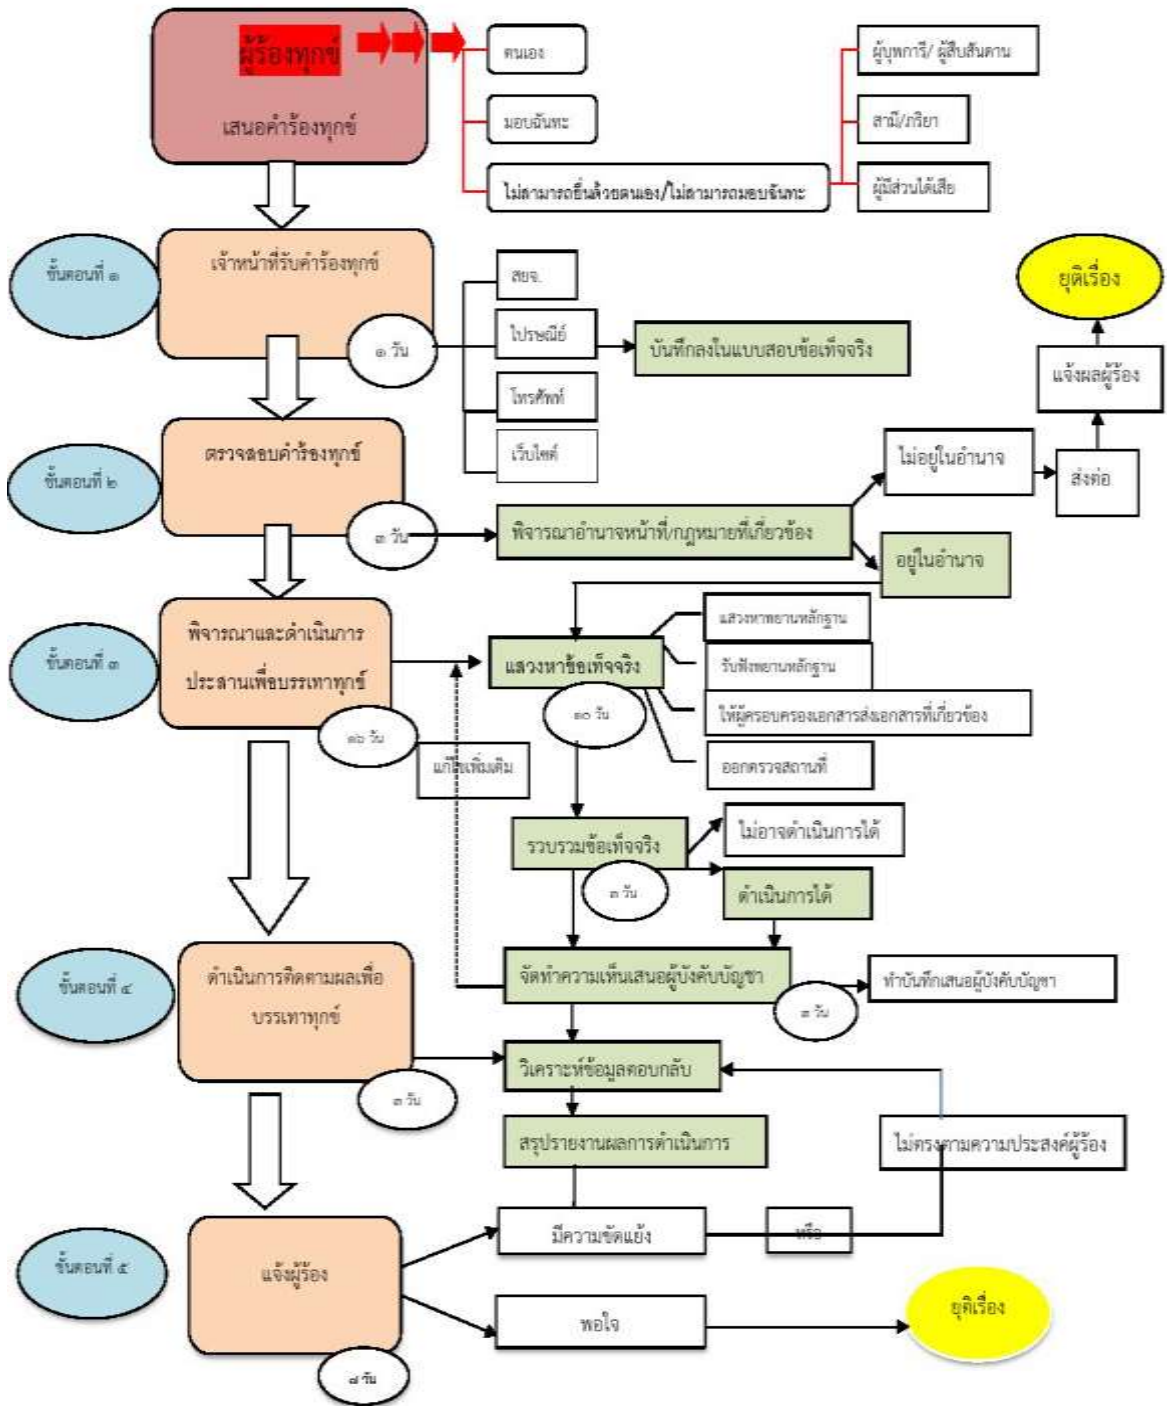 ผู้ร้องทุกข์
เสนอคำร้องทุกข์
ตนเอง
มอบฉันทะ
ไม่สามารถยื่นด้วยตนเอง/ไม่สามารถมอบฉันทะ
ผู้บุพการี/ ผู้สืบสันดาน
สามี/ภริยา
ผู้มีส่วนได้เสีย
ขั้นตอนที่ ๑
เจ้าหน้าที่รับคำร้องทุกข์
๑ วัน
สยจ.
ไปรษณีย์
โทรศัพท์
เว็บไซต์
บันทึกลงในแบบสอบข้อเท็จจริง
ยุติเรื่อง
แจ้งผลผู้ร้อง
ส่งต่อ
ขั้นตอนที่ ๒
ตรวจสอบคำร้องทุกข์
๓ วัน
พิจารณาอำนาจหน้าที่/กฎหมายที่เกี่ยวข้อง
ไม่อยู่ในอำนาจ
อยู่ในอำนาจ
ขั้นตอนที่ ๓
พิจารณาและดำเนินการ
ประสานเพื่อบรรเทาทุกข์
๑๖ วัน
แก้ไขเพิ่มเติม
แสวงหาข้อเท็จจริง
๑๐ วัน
แสวงหาพยานหลักฐาน
รับฟังพยานหลักฐาน
ให้ผู้ครอบครองเอกสารส่งเอกสารที่เกี่ยวข้อง
ออกตรวจสถานที่
รวบรวมข้อเท็จจริง
๓ วัน
ไม่อาจดำเนินการได้
ดำเนินการได้
จัดทำความเห็นเสนอผู้บังคับบัญชา
๓ วัน
ทำบันทึกเสนอผู้บังคับบัญชา
ขั้นตอนที่ ๔
ดำเนินการติดตามผลเพื่อ
บรรเทาทุกข์
๓ วัน
วิเคราะห์ข้อมูลตอบกลับ
สรุปรายงานผลการดำเนินการ
ไม่ตรงตามความประสงค์ผู้ร้อง
ขั้นตอนที่ ๕
แจ้งผู้ร้อง
๗ วัน
มีความขัดแย้ง
หรือ
พอใจ
ยุติเรื่อง